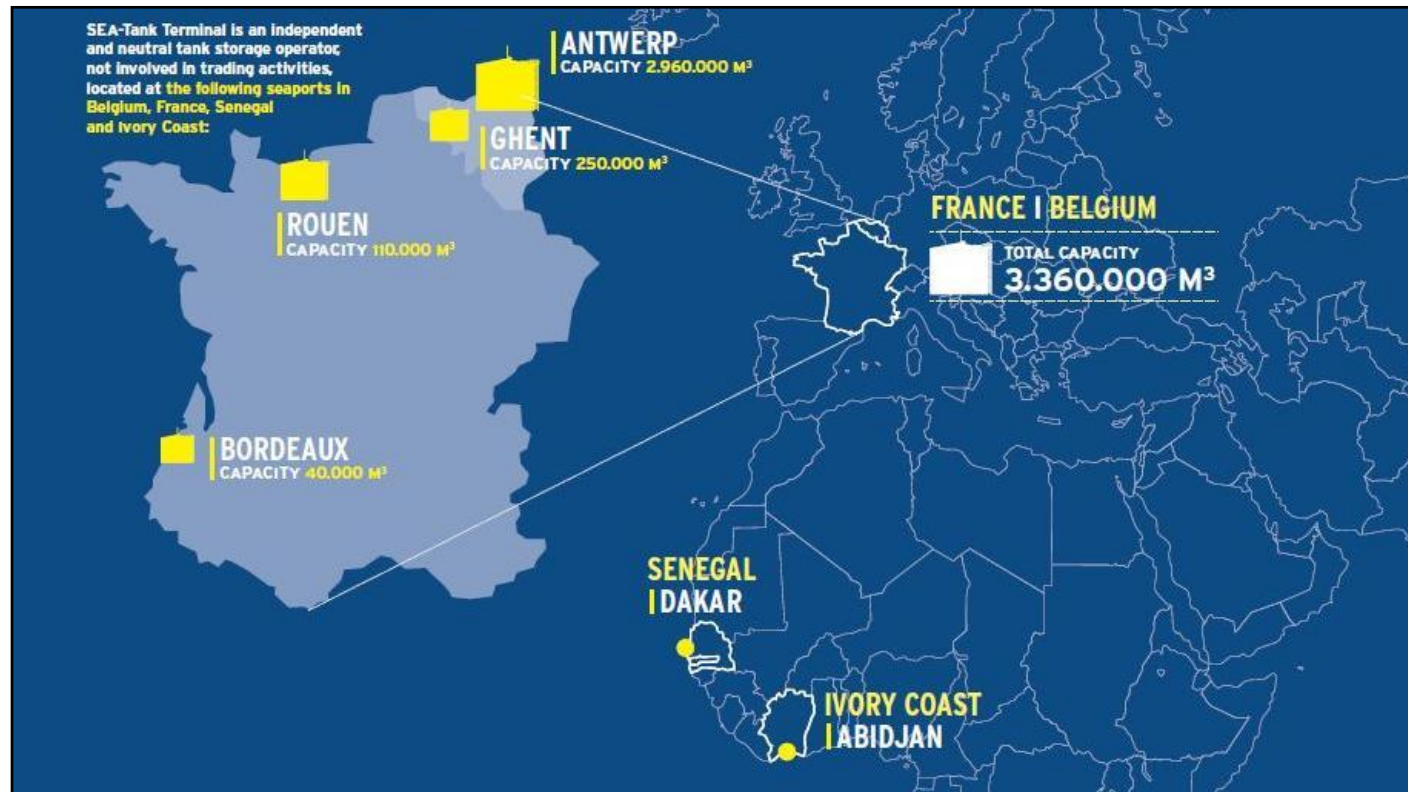 SEA-Tank Terminal is an independent
and neutral tank storage operator,
not involved in trading activities,
located at the following seaports in
Belgium, France, Senegal
and Ivory Coast:
ANTWERP
CAPACITY 2.960.000 M³
GHENT
CAPACITY 250.000 M³
ROUEN
CAPACITY 110.000 M³
BORDEAUX
CAPACITY 40.000 M³
FRANCE | BELGIUM
TOTAL CAPACITY
3.360.000 M³
SENEGAL
DAKAR
IVORY COAST
ABIDJAN